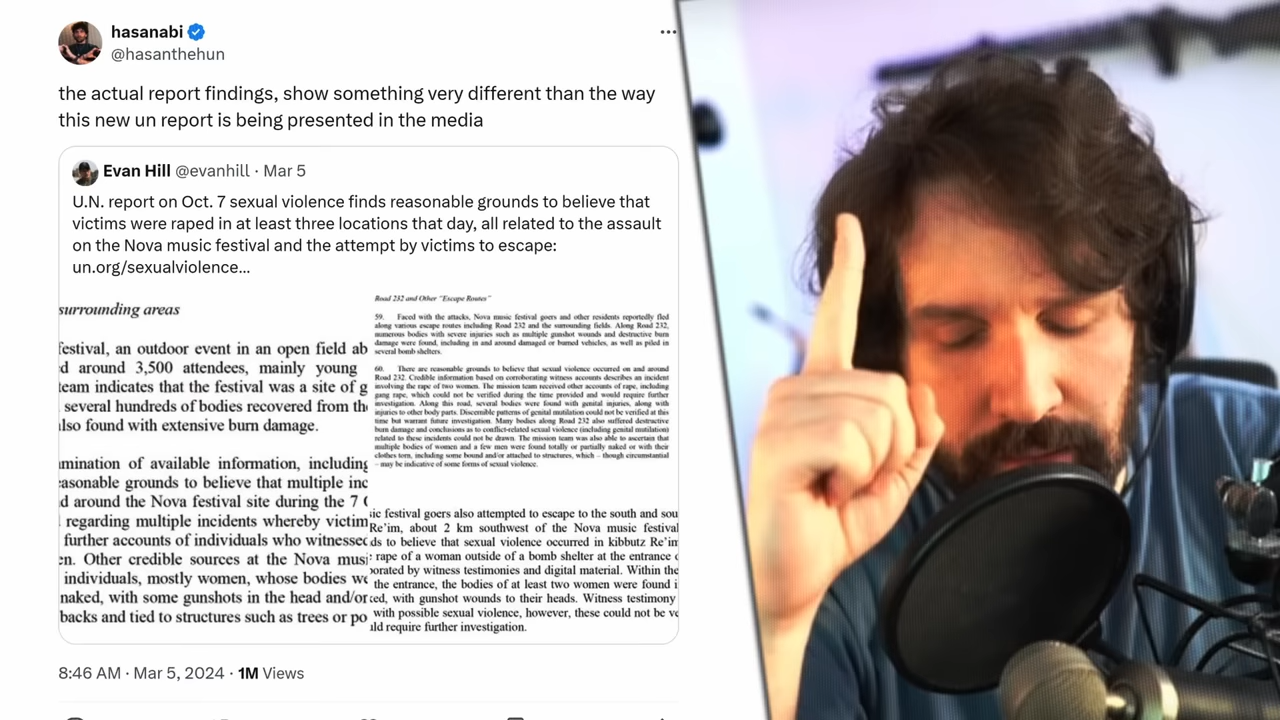 hasanabi
@hasanthehun
the actual report findings, show something very different than the way
this new un report is being presented in the media
Evan Hill @evanhill · Mar 5
U.N. report on Oct. 7 sexual violence finds reasonable grounds to believe that
victims were raped in at least three locations that day, all related to the assault
on the Nova music festival and the attempt by victims to escape:
un.org/sexualviolence...
surrounding areas
festival, an outdoor event in an open field ab
d around 3,500 attendees, mainly young
team indicates that the festival was a site of g
several hundreds of bodies recovered from th
lso found with extensive burn damage.
mination of available information, including
easonable grounds to believe that multiple inc
d around the Nova festival site during the 7
regarding multiple incidents whereby victim
further accounts of individuals who witnessed
en. Other credible sources at the Nova musi
individuals, mostly women, whose bodies we
naked, with some gunshots in the head and/or
backs and tied to structures such as trees or po
Road 232 and Other "Escape Routes"
59. Faced with the attacks, Nova music festival goers and other residents reportedly fled
along various escape routes including Road 232 and the surrounding fields. Along Road 232,
numerous bodies with severe injuries such as multiple gunshot wounds and destructive burn
damage were found, including in and around damaged or burned vehicles, as well as piled in
several bomb shelters.
60. There are reasonable grounds to believe that sexual violence occurred on and around
Road 232. Credible information based on corroborating witness accounts describes an incident
involving the rape of two women. The mission team received other accounts of rape, including
gang rape, which could not be verified during the time provided and would require further
investigation. Along this road, several bodies were found with genital injuries, along with
injuries to other body parts. Discernible patterns of genital mutilation could not be verified at this
time but warrant future investigation. Many bodies along Road 232 also suffered destructive
burn damage and conclusions as to conflict-related sexual violence (including genital mutilation)
related to these incidents could not be drawn. The mission team was also able to ascertain that
multiple bodies of women and a few men were found totally or partially naked or with their
clothes torn, including some bound and/or attached to structures, which – though circumstantial
– may be indicative of some forms of sexual violence.
ic festival goers also attempted to escape to the south and sou
Re'im, about 2 km southwest of the Nova music festival
ds to believe that sexual violence occurred in kibbutz Re'im
rape of a woman outside of a bomb shelter at the entrance
orated by witness testimonies and digital material. Within the
the entrance, the bodies of at least two women were found i
ed, with gunshot wounds to their heads. Witness testimony
with possible sexual violence, however, these could not be ve
ld require further investigation.
8:46 AM · Mar 5, 2024 · 1M Views